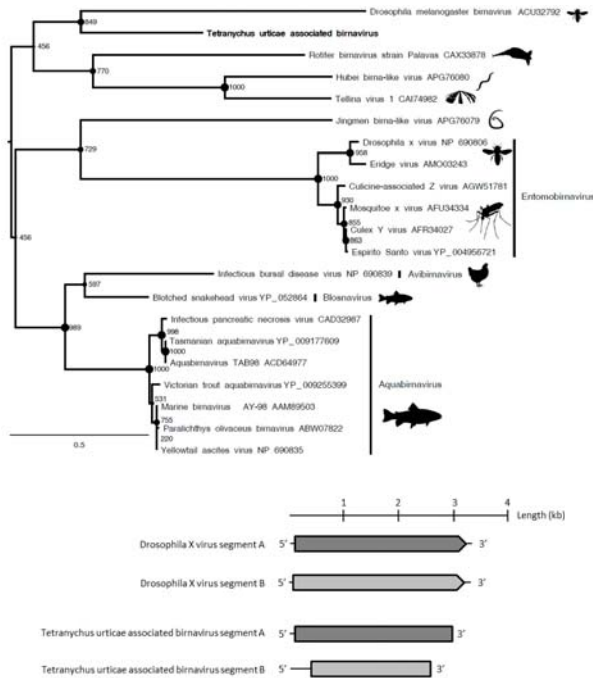 Drosophila melanogaster birnavirus ACU32792
849
456
Tetranychus urticae associated birnavirus
Rotifer birnavirus strain Palavas CAX33878
770
Hubei birna-like virus APG76080
1000
Tellina virus 1 CAI74982
Jingmen birna-like virus APG76079
729
Drosophila x virus NP_690806
958
Eridge virus AMO03243
1000
Culicine-associated Z virus AGW51781
930
Mosquitoe x virus AFU34334
855
Culex Y virus AFR34027
863
Espirito Santo virus YP_004956721
Entomobirnavirus
456
Infectious bursal disease virus NP_690839
Avibirnavirus
597
Blotched snakehead virus YP_052864
Blosnavirus
989
Infectious pancreatic necrosis virus CAD32987
998
Tasmanian aquabirnavirus YP_009177609
1000
Aquabirnavirus TAB98 ACD64977
1000
Victorian trout aquabirnavirus YP_009255399
531
Marine birnavirus AY-98 AAM89503
755
Paralichthys olivaceus birnavirus ABW07822
220
Yellowtail ascites virus NP_690835
Aquabirnavirus
0.5
1 2 3 4
Length (kb)
Drosophila X virus segment A 5’ 3’
Drosophila X virus segment B 5’ 3’
Tetranychus urticae associated birnavirus segment A 5’ 3’
Tetranychus urticae associated birnavirus segment B 5’ 3’